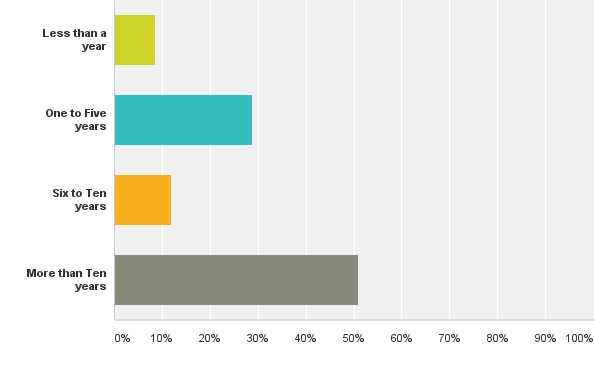 Less than a
year
One to Five
years
Six to Ten
years
More than Ten
years
0% 10% 20% 30% 40% 50% 60% 70% 80% 90% 100%